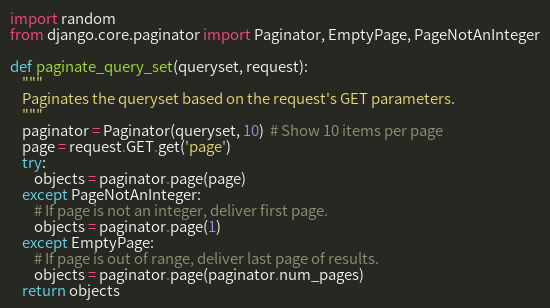 import random
from django.core.paginator import Paginator, EmptyPage, PageNotAnInteger

def paginate_query_set(queryset, request):
    """
    Paginates the queryset based on the request's GET parameters.
    """
    paginator = Paginator(queryset, 10)  # Show 10 items per page
    page = request.GET.get('page')
    try:
        objects = paginator.page(page)
    except PageNotAnInteger:
        # If page is not an integer, deliver first page.
        objects = paginator.page(1)
    except EmptyPage:
        # If page is out of range, deliver last page of results.
        objects = paginator.page(paginator.num_pages)
    return objects